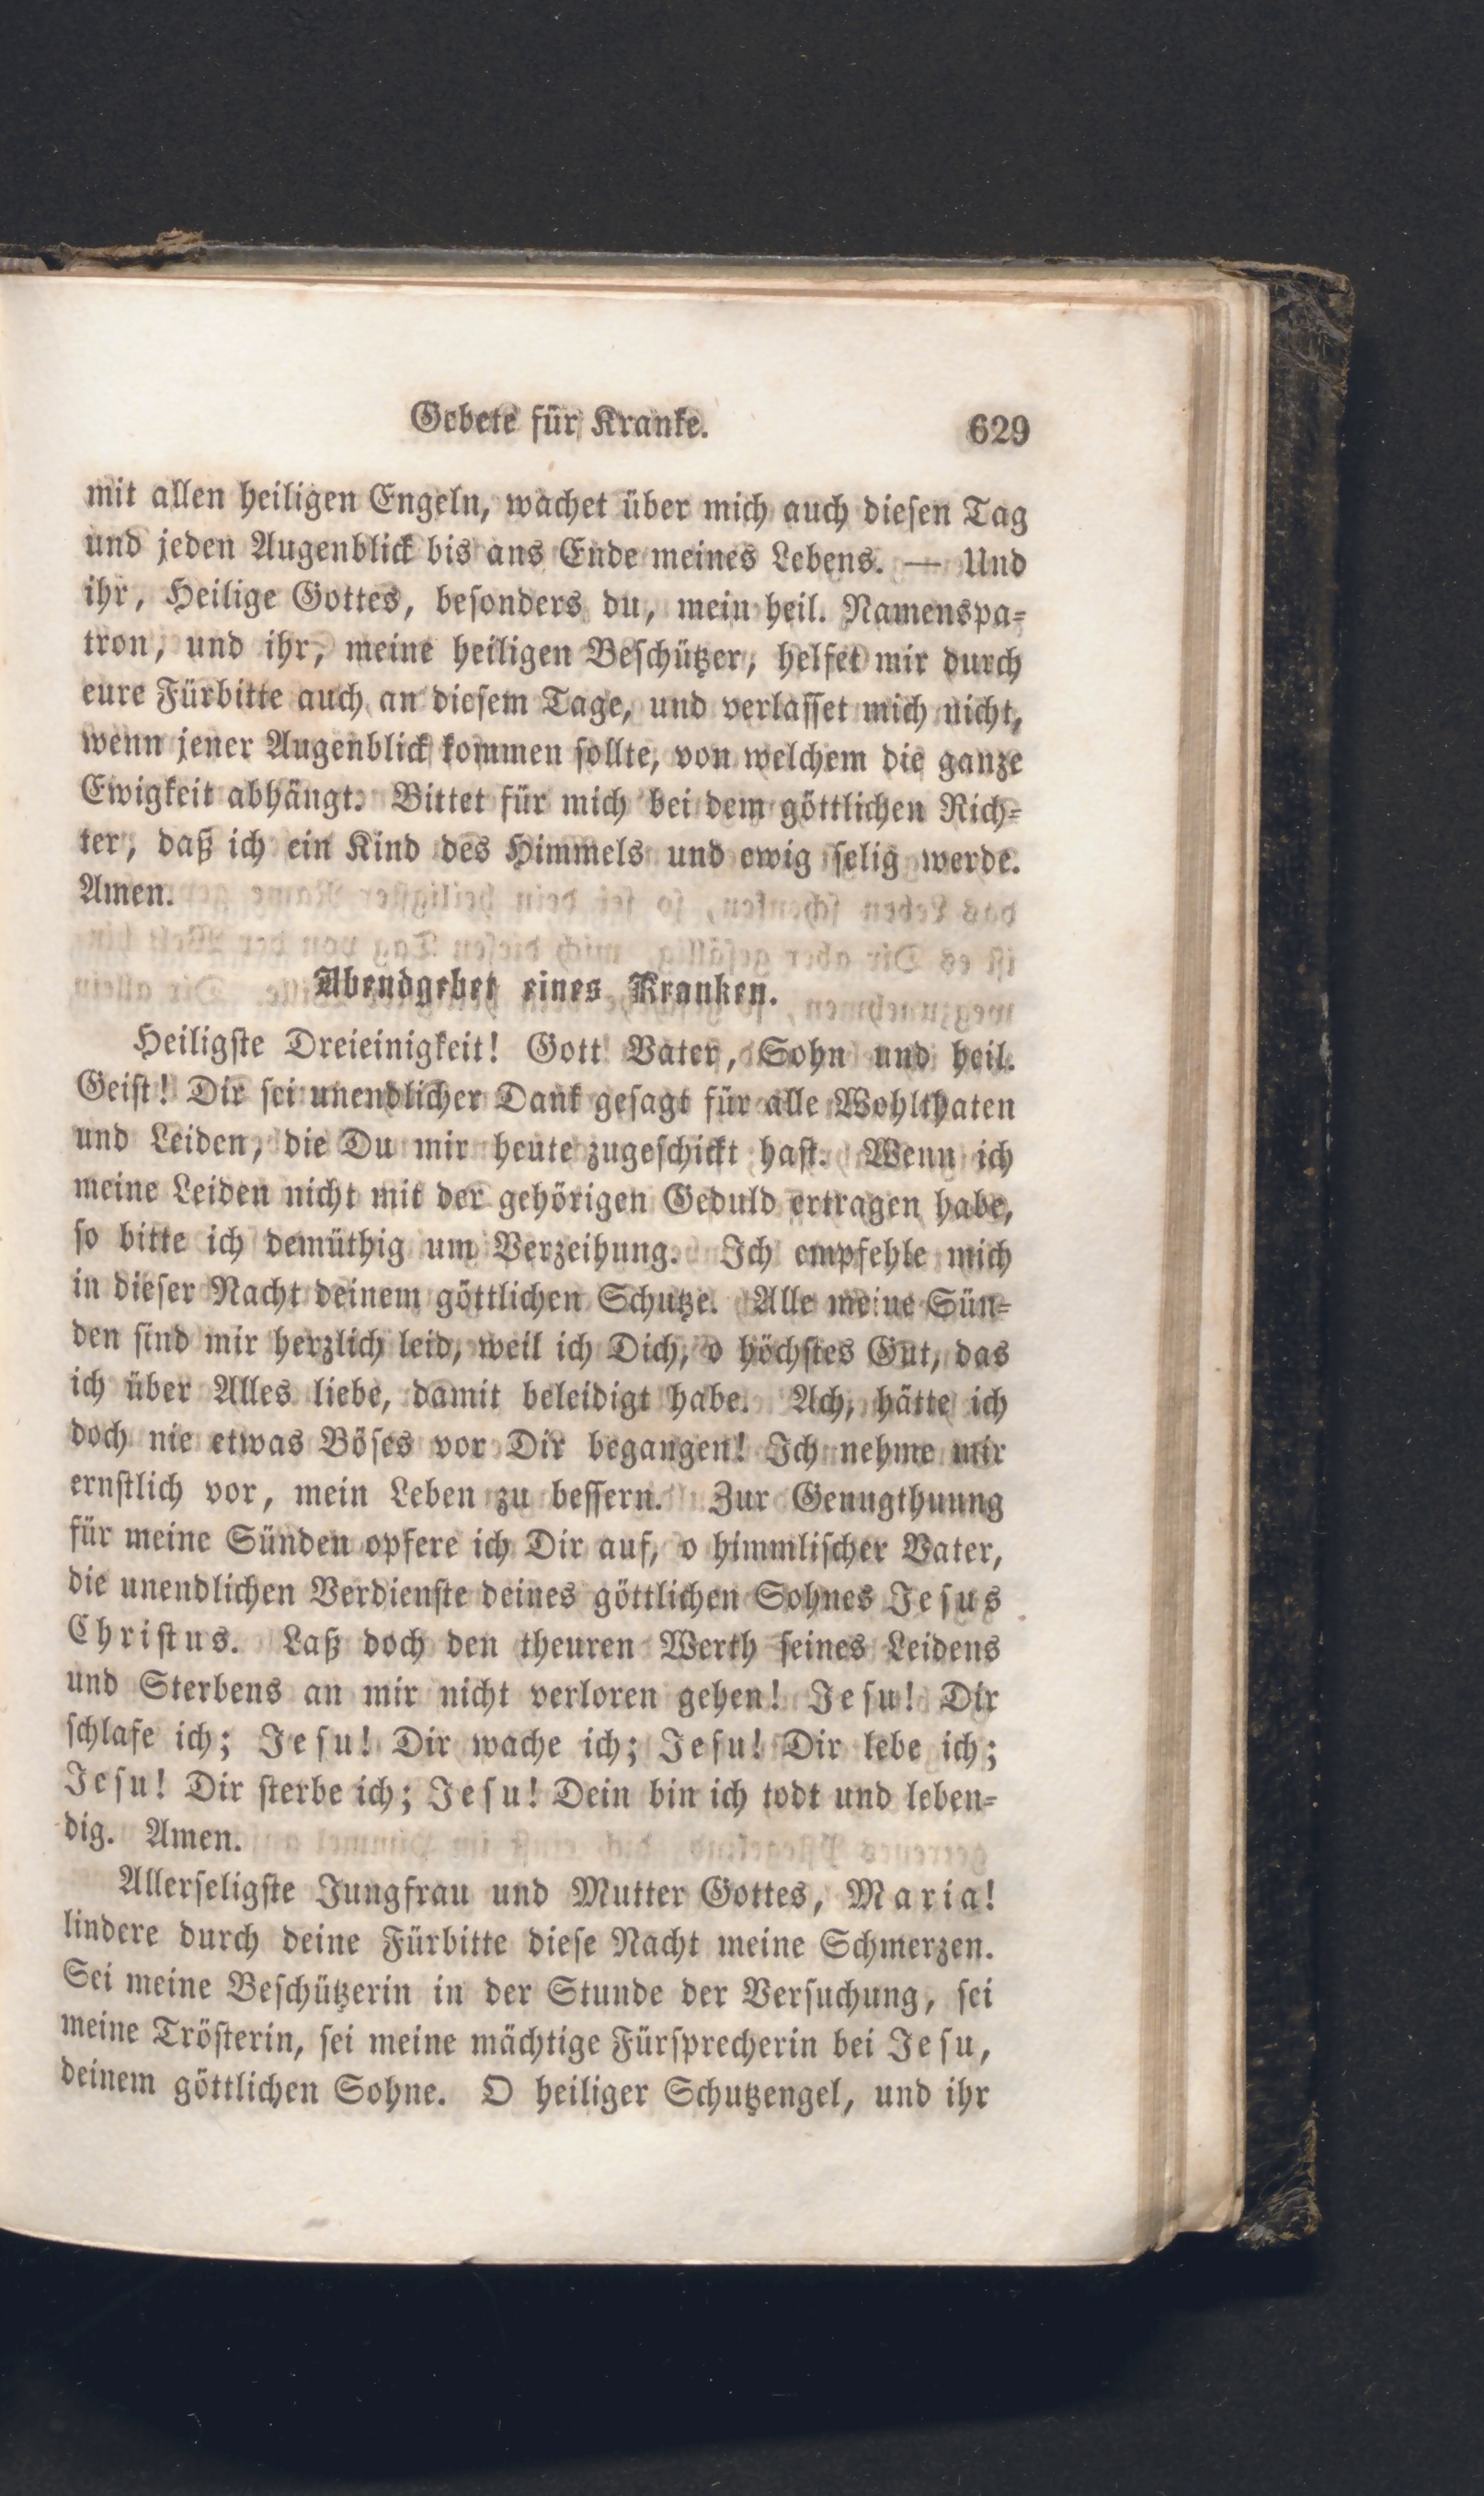 Gebete für Kranke. 629
mit allen heiligen Engeln, wachet über mich auch diesen Tag
und jeden Augenblick bis ans Ende meines Lebens. — Und
ihr, Heilige Gottes, besonders du, mein heil. Namenspa-
tron, und ihr, meine heiligen Beschützer, helfet mir durch
eure Fürbitte auch an diesem Tage, und verlasset mich nicht,
wenn jener Augenblick kommen sollte, von welchem die ganze
Ewigkeit abhängt. Bittet für mich bei dem göttlichen Rich-
ter, daß ich ein Kind des Himmels und ewig selig werde.
Amen.
Abendgebet eines Kranken.
Heiligste Dreieinigkeit! Gott Vater, Sohn und heil.
Geist! Dir sei unendlicher Dank gesagt für alle Wohlthaten
und Leiden, die Du mir heute zugeschickt hast. Wenn ich
meine Leiden nicht mit der gehörigen Geduld ertragen habe,
so bitte ich demüthig um Verzeihung. Ich empfehle mich
in dieser Nacht deinem göttlichen Schutze. Alle meine Sün-
den sind mir herzlich leid, weil ich Dich, o höchstes Gut, das
ich über Alles liebe, damit beleidigt habe. Ach, hätte ich
doch nie etwas Böses vor Dir begangen! Ich nehme mir
ernstlich vor, mein Leben zu bessern. Zur Genugthuung
für meine Sünden opfere ich Dir auf, o himmlischer Vater,
die unendlichen Verdienste deines göttlichen Sohnes Jesus
Christus. Laß doch den theuren Werth seines Leidens
und Sterbens an mir nicht verloren gehen! Jesu! Dir
schlafe ich; Jesu! Dir wache ich; Jesu! Dir lebe ich;
Jesu! Dir sterbe ich; Jesu! Dein bin ich todt und leben-
dig. Amen.
Allerseligste Jungfrau und Mutter Gottes, Maria!
lindere durch deine Fürbitte diese Nacht meine Schmerzen.
Sei meine Beschützerin in der Stunde der Versuchung, sei
meine Trösterin, sei meine mächtige Fürsprecherin bei Jesu,
deinem göttlichen Sohne. O heiliger Schutzengel, und ihr